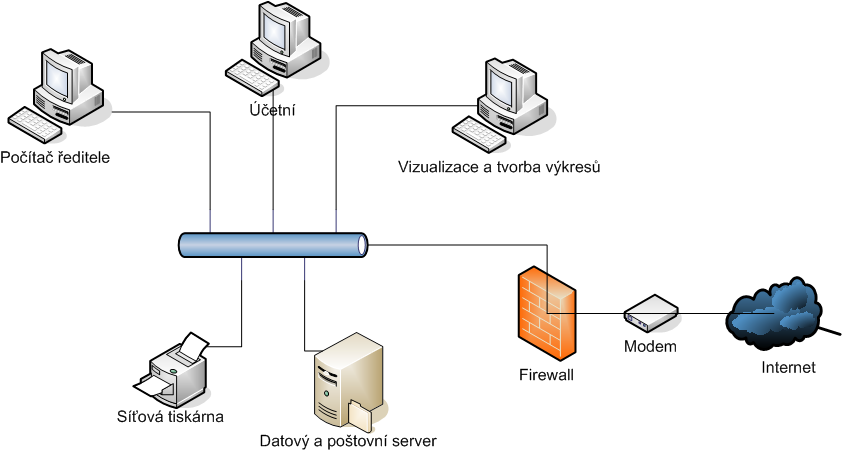 Účetní
Počítač ředitele
Vizualizace a tvorba výkresů
Firewall
Modem
Internet
Síťová tiskárna
Datový a poštovní server